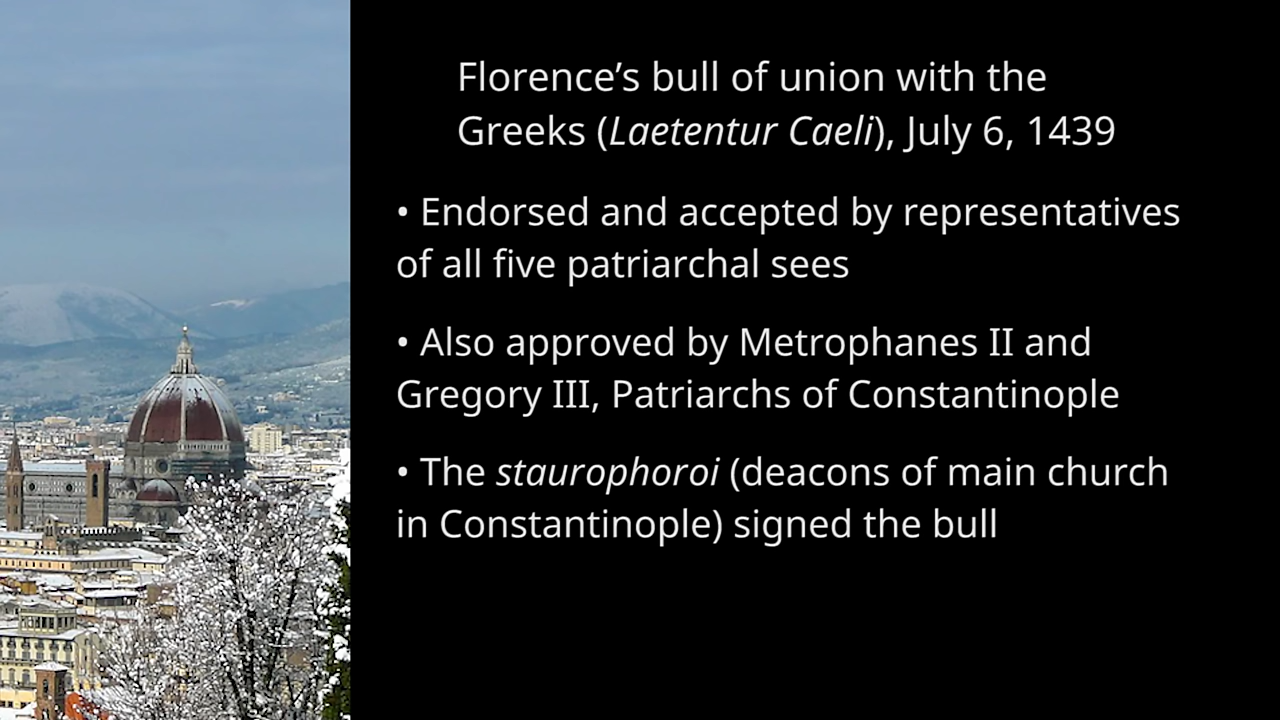 Florence’s bull of union with the
Greeks (Laetentur Caeli), July 6, 1439
• Endorsed and accepted by representatives
of all five patriarchal sees
• Also approved by Metrophanes II and
Gregory III, Patriarchs of Constantinople
• The staurophoroi (deacons of main church
in Constantinople) signed the bull